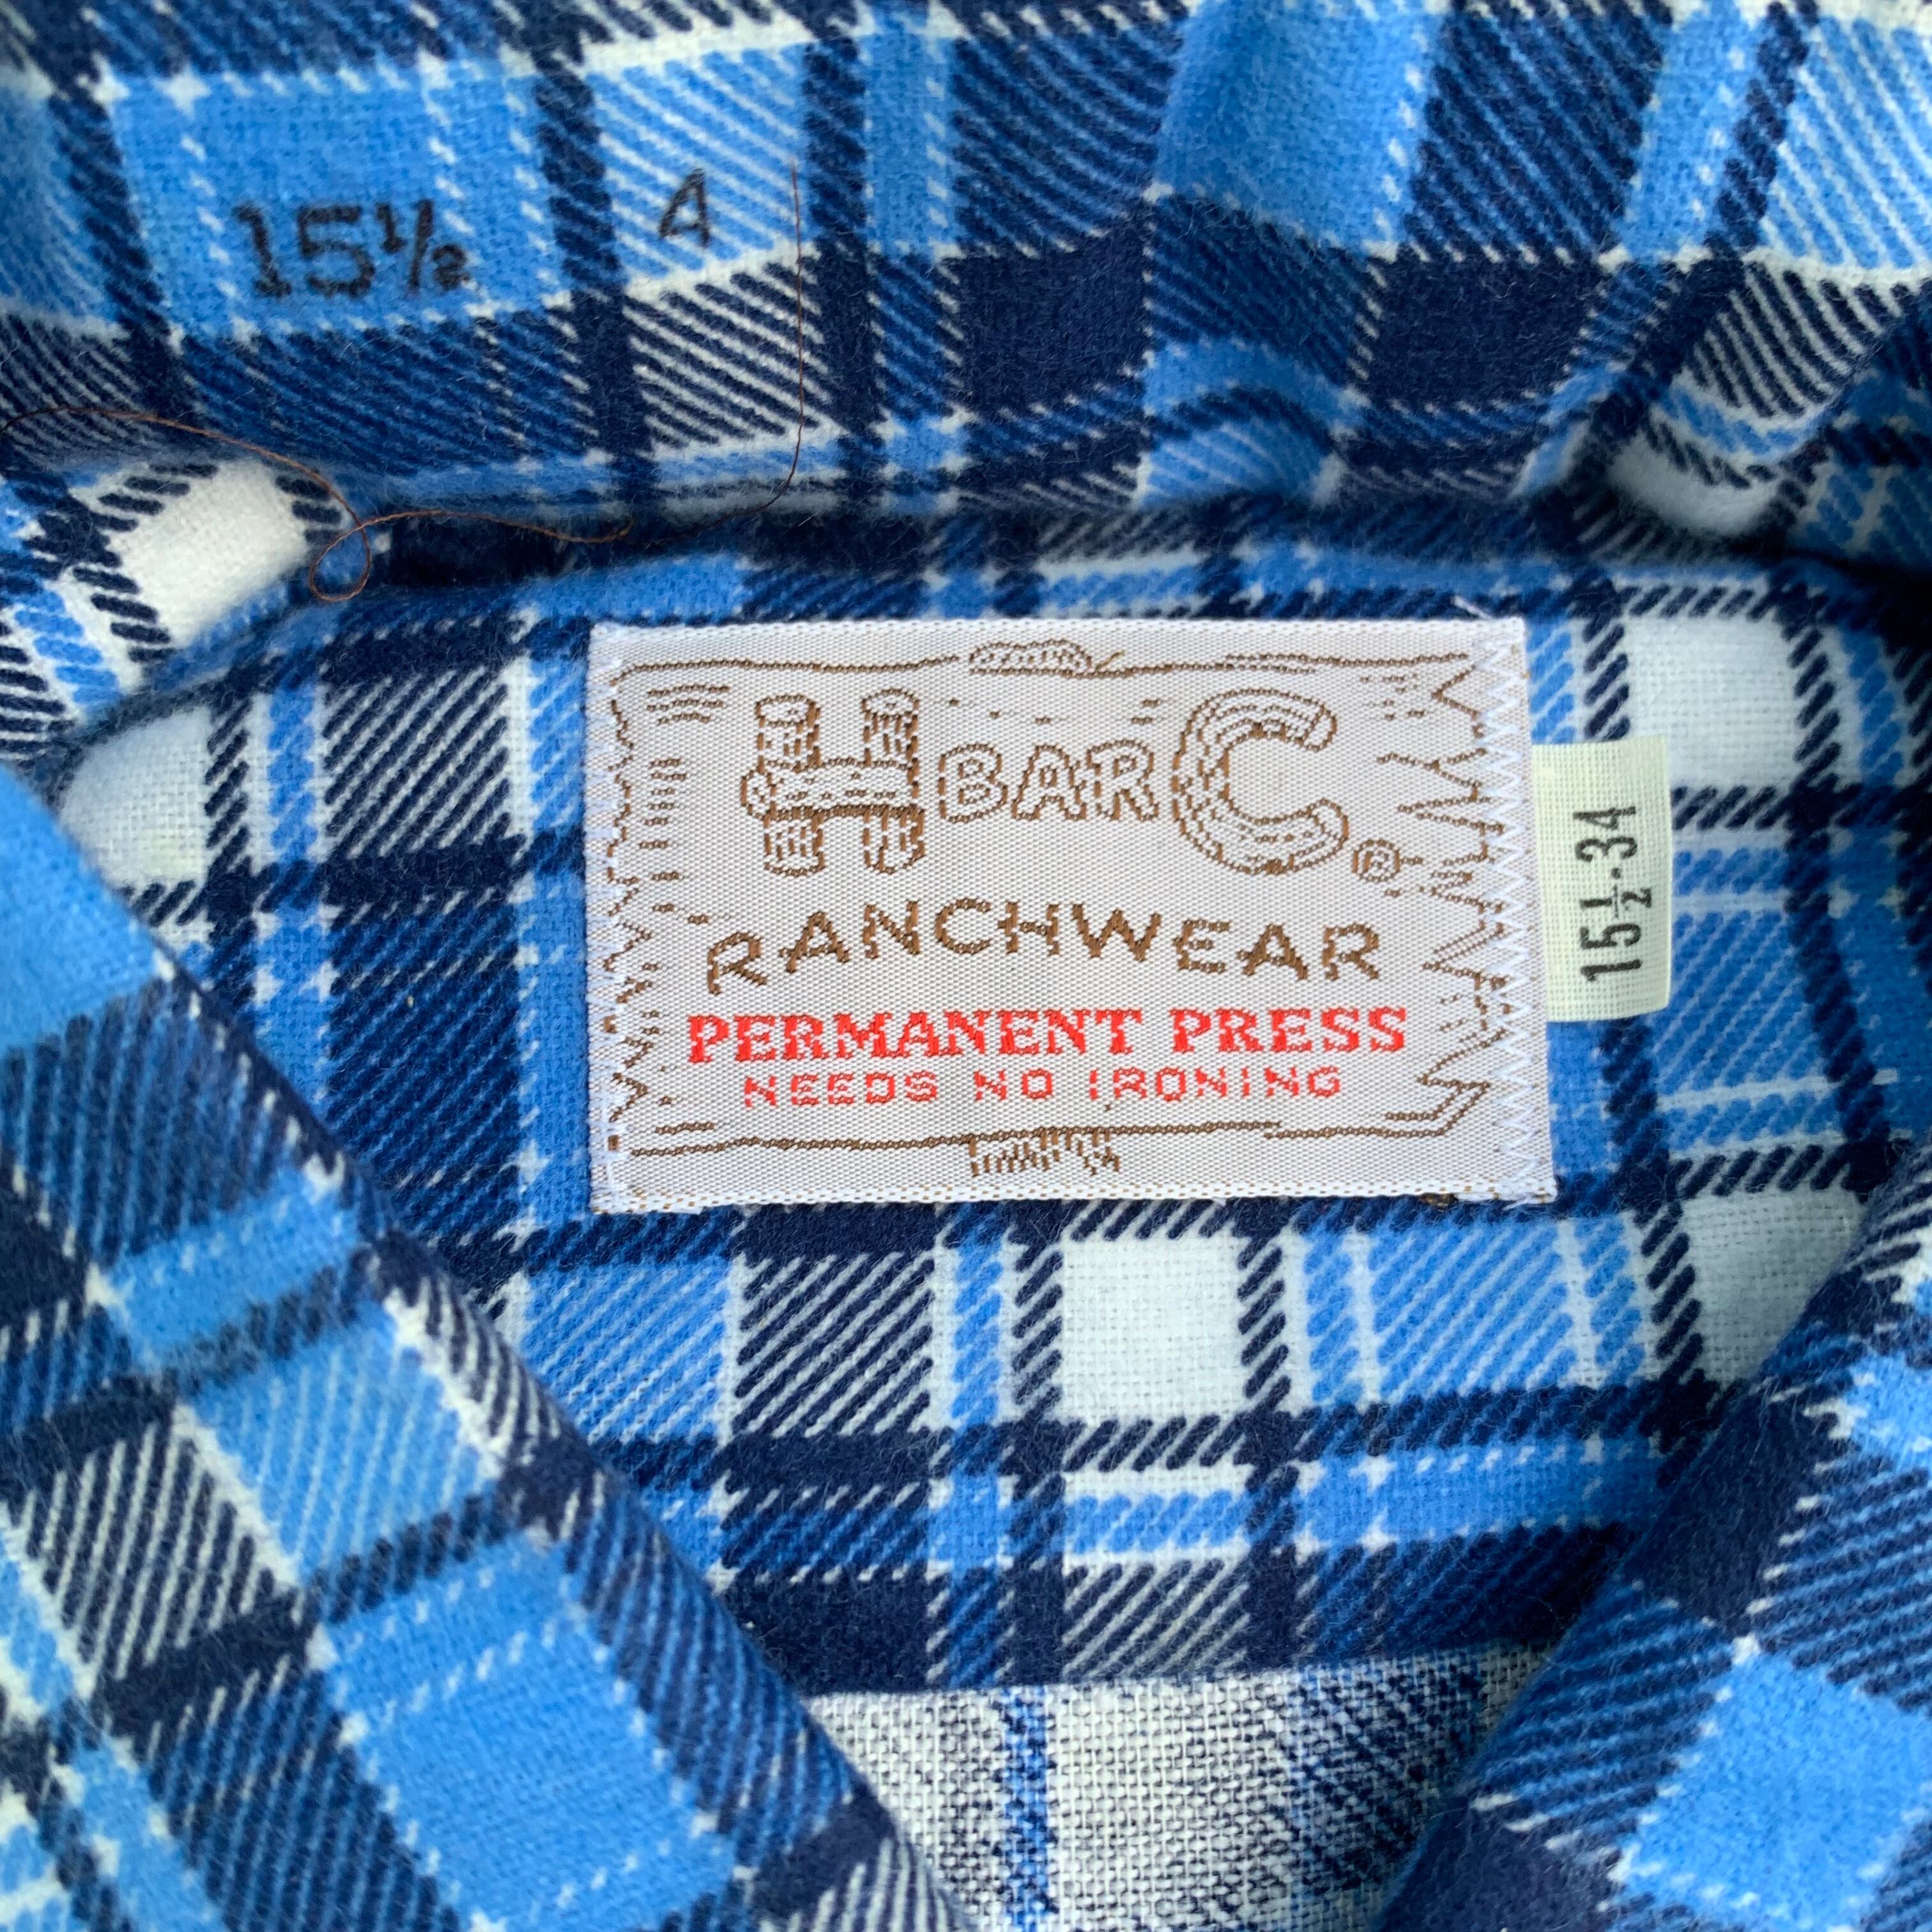 15½ A
H BAR C ®
RANCHWEAR
PERMANENT PRESS
NEEDS NO IRONING
15½-34